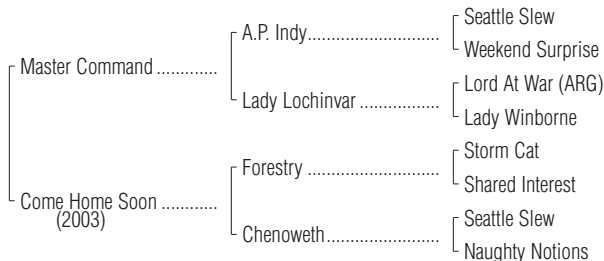 Seattle Slew
A.P. Indy
Weekend Surprise
Master Command
Lord At War (ARG)
Lady Lochinvar
Lady Winborne
Storm Cat
Forestry
Shared Interest
Come Home Soon
(2003)
Seattle Slew
Chenoweth
Naughty Notions